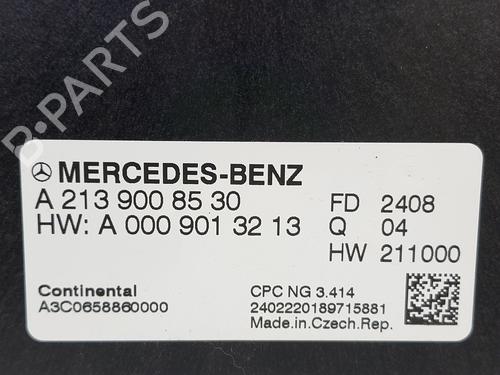 B-PARTS
MERCEDES-BENZ
A 213 900 85 30 FD 2408
HW: A 000 901 32 13 Q 04
HW 211000
Continental CPC NG 3.414
A3C0658860000 2402220189715881
Made.in.Czech.Rep.